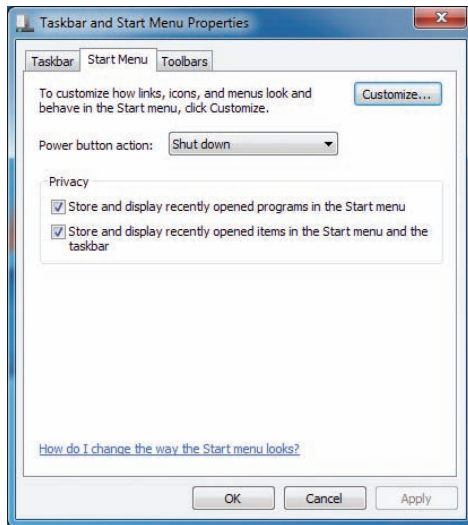 Taskbar and Start Menu Properties
Taskbar
Start Menu
Toolbars
To customize how links, icons, and menus look and
behave in the Start menu, click Customize.
Customize...
Power button action:
Shut down
Privacy
Store and display recently opened programs in the Start menu
Store and display recently opened items in the Start menu and the
taskbar
How do I change the way the Start menu looks?
OK
Cancel
Apply